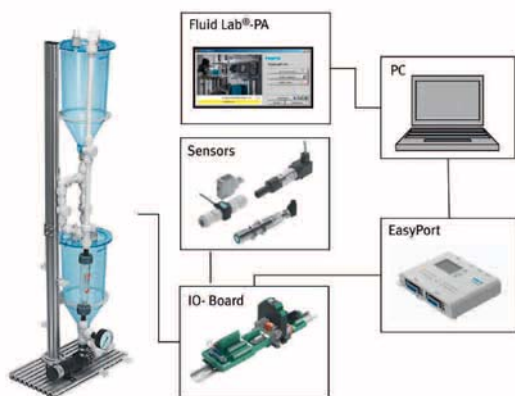 Fluid Lab®-PA
PC
Sensors
EasyPort
IO- Board